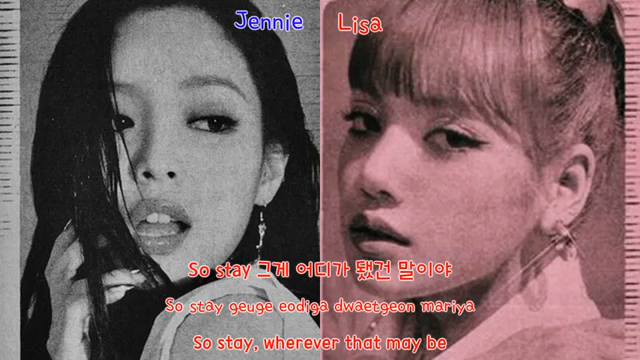 Jennie Lisa
So stay 그게 어디가 됐건 말이야
So stay geuge eodiga dwaetgeon mariya
So stay, wherever that may be